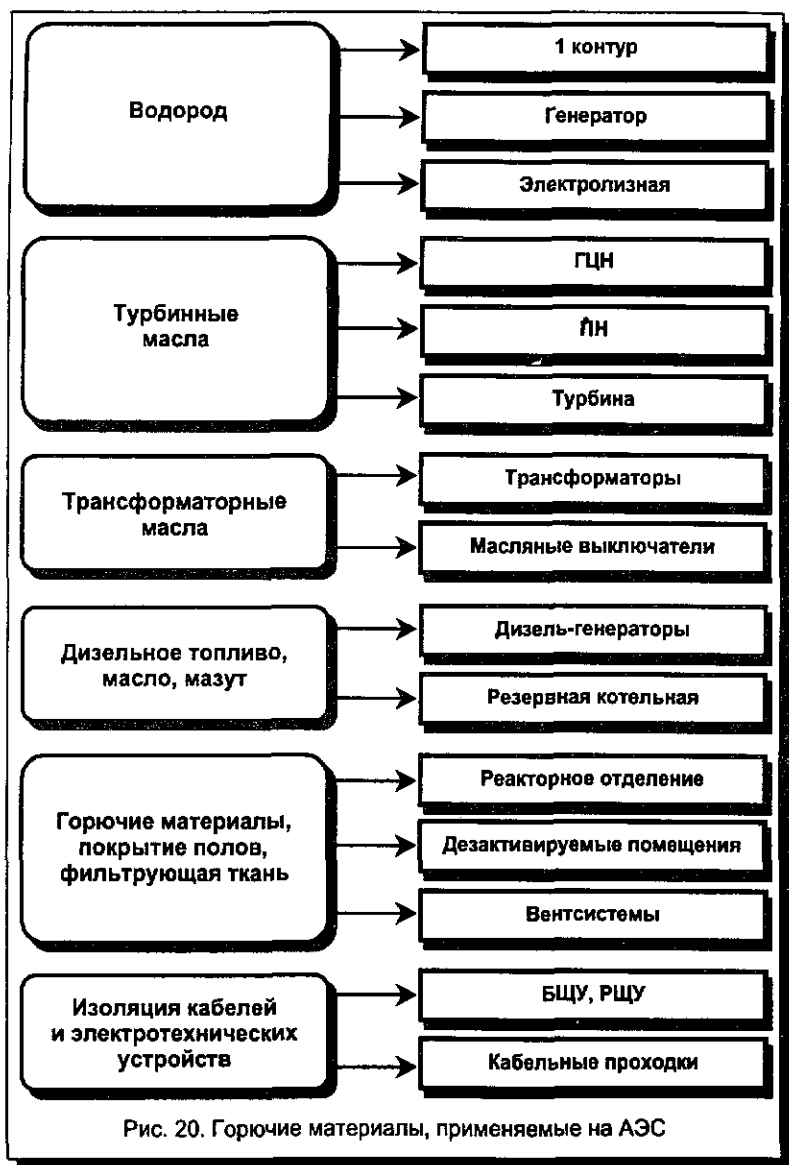 Водород
1 контур
Генератор
Электролизная
Турбинные
масла
ГЦН
ПН
Турбина
Трансформаторные
масла
Трансформаторы
Масляные выключатели
Дизельное топливо,
масло, мазут
Дизель-генераторы
Резервная котельная
Горючие материалы,
покрытие полов,
фильтрующая ткань
Реакторное отделение
Дезактивируемые помещения
Вентсистемы
Изоляция кабелей
и электротехнических
устройств
БЩУ, РЩУ
Кабельные проходки
Рис. 20. Горючие материалы, применяемые на АЭС